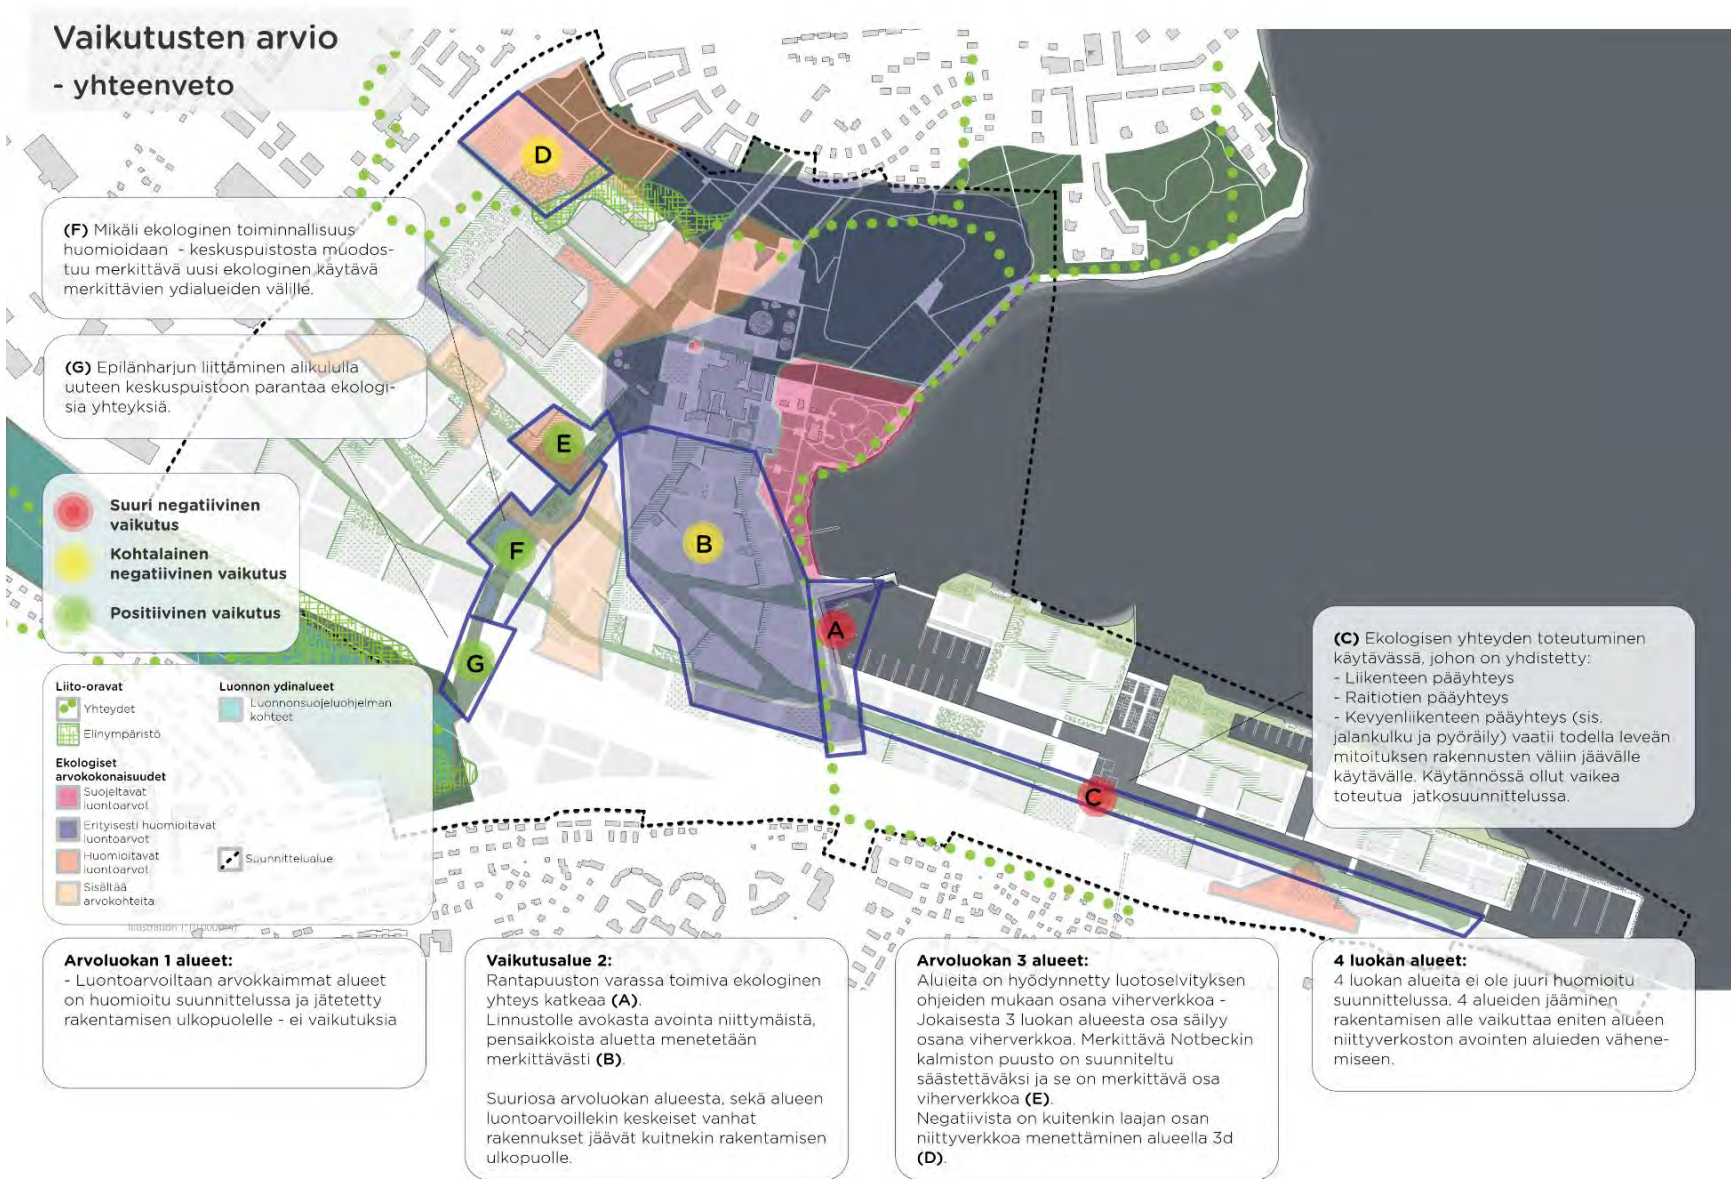 Vaikutusten arvio
- yhteenveto
(F) Mikäli ekologinen toiminnallisuus
huomioidaan - keskuspuistosta muodos-
tuu merkittävä uusi ekologinen käytävä
merkittävien ydialueiden välille.
(G) Epilänharjun liittäminen alikululla
uuteen keskuspuistoon parantaa ekologi-
sia yhteyksiä.
Suuri negatiivinen
vaikutus
Kohtalainen
negatiivinen vaikutus
Positiivinen vaikutus
Liito-oravat
Yhteydet
Elinympäristö
Ekologiset
arvokokonaisuudet
Suojeltavat
luontoarvot
Erityisesti huomioitavat
luontoarvot
Huomioitavat
luontoarvot
Sisältää
arvokohteita
Luonnon ydinalueet
Luonnonsuojeluohjelman
kohteet
Suunnittelualue
D
E
B
F
G
A
C
(C) Ekologisen yhteyden toteutuminen
käytävässä, johon on yhdistetty:
- Liikenteen pääyhteys
- Raitiotien pääyhteys
- Kevyenliikenteen pääyhteys (sis.
jalankulku ja pyöräily) vaatii todella leveän
mitoituksen rakennusten väliin jäävälle
käytävälle. Käytännössä ollut vaikea
toteutua jatkosuunnittelussa.
Arvoluokan 1 alueet:
- Luontoarvoiltaan arvokkaimmat alueet
on huomioitu suunnittelussa ja jätetetty
rakentamisen ulkopuolelle - ei vaikutuksia
Vaikutusalue 2:
Rantapuuston varassa toimiva ekologinen
yhteys katkeaa (A).
Linnustolle avokasta avointa niittymäistä,
pensaikkoista aluetta menetetään
merkittävästi (B).
Suuriosa arvoluokan alueesta, sekä alueen
luontoarvoillekin keskeiset vanhat
rakennukset jäävät kuitnekin rakentamisen
ulkopuolle.
Arvoluokan 3 alueet:
Aluieita on hyödynnetty luotoselvityksen
ohjeiden mukaan osana viherverkkoa -
Jokaisesta 3 luokan alueesta osa säilyy
osana viherverkkoa. Merkittävä Notbeckin
kalmiston puusto on suunniteltu
säästettäväksi ja se on merkittävä osa
viherverkkoa (E).
Negatiivista on kuitenkin laajan osan
niittyverkkoa menettäminen alueella 3d
(D).
4 luokan alueet:
4 luokan alueita ei ole juuri huomioitu
suunnittelussa. 4 alueiden jääminen
rakentamisen alle vaikuttaa eniten alueen
niittyverkoston avointen aluieden vähene-
miseen.